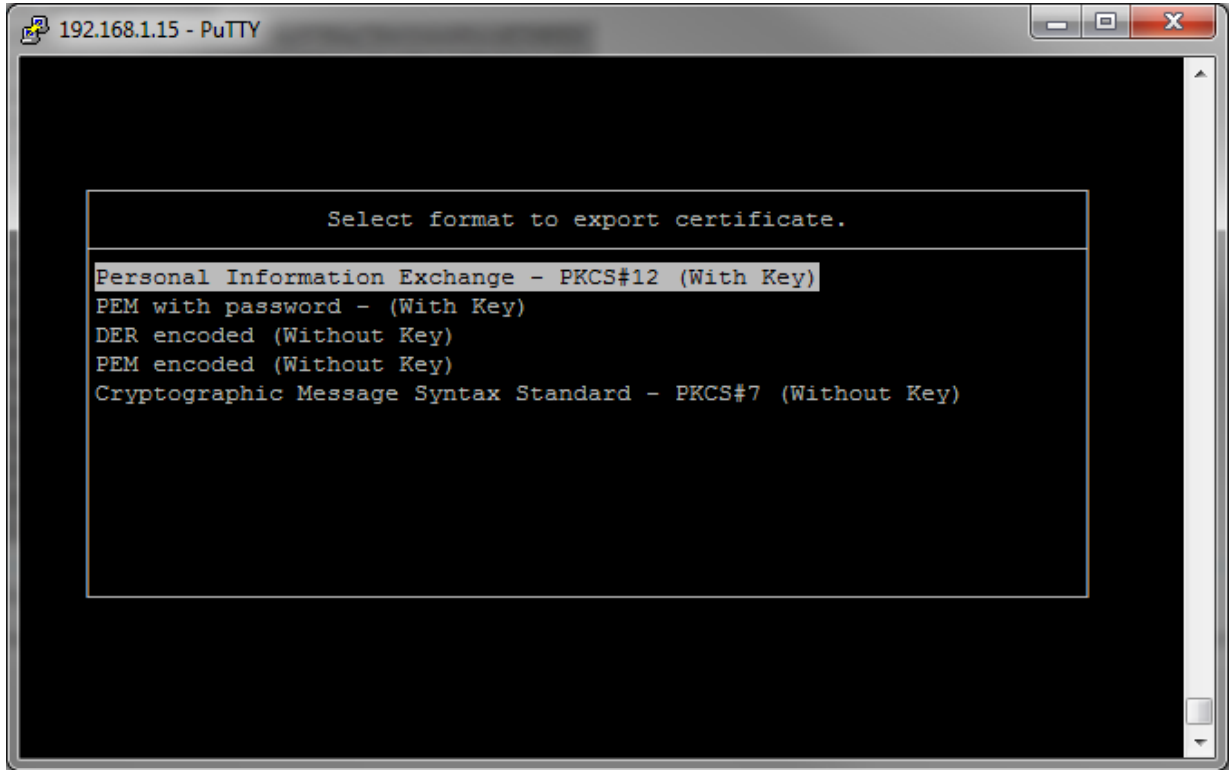 192.168.1.15 - PuTTY
Select format to export certificate.
Personal Information Exchange - PKCS#12 (With Key)
PEM with password - (With Key)
DER encoded (Without Key)
PEM encoded (Without Key)
Cryptographic Message Syntax Standard - PKCS#7 (Without Key)